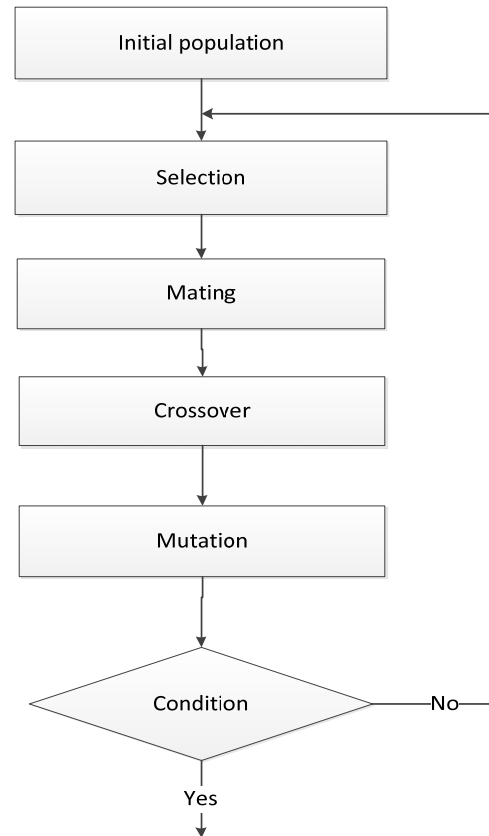 Initial population
Selection
Mating
Crossover
Mutation
Condition
No
Yes